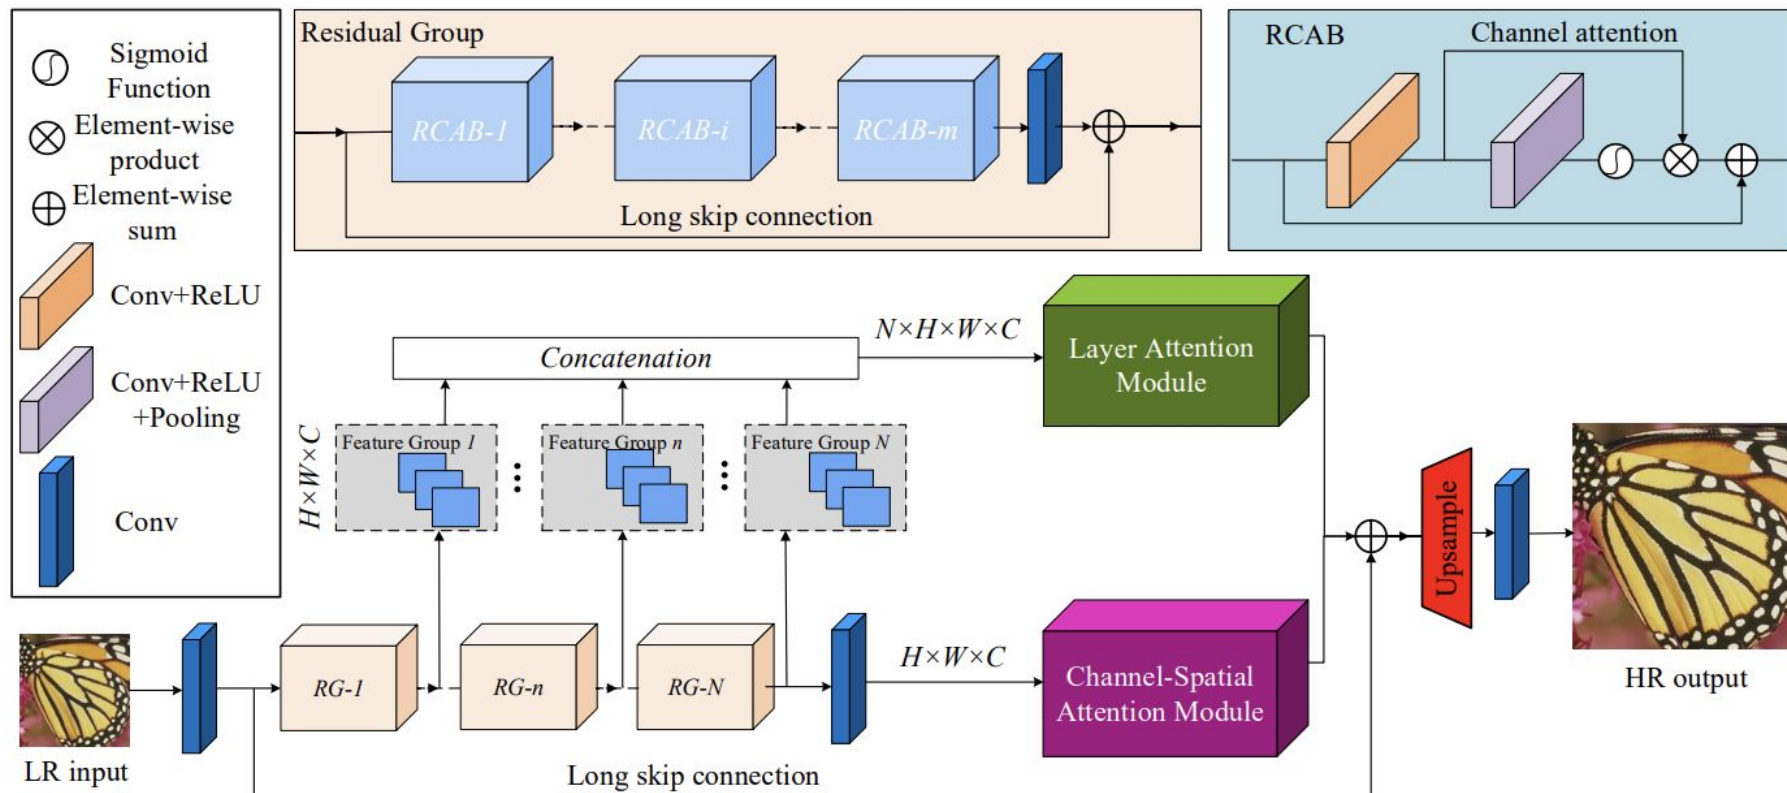 Sigmoid
Function
Element-wise
product
Element-wise
sum
Conv+ReLU
Conv+ReLU
+Pooling
Conv
Residual Group
RCAB-1
RCAB-i
RCAB-m
Long skip connection
RCAB
Channel attention
Concatenation
N×H×W×C
Layer Attention
Module
H×W×C
Feature Group 1
Feature Group n
Feature Group N
RG-1
RG-n
RG-N
H×W×C
Channel-Spatial
Attention Module
Upsample
LR input
Long skip connection
HR output